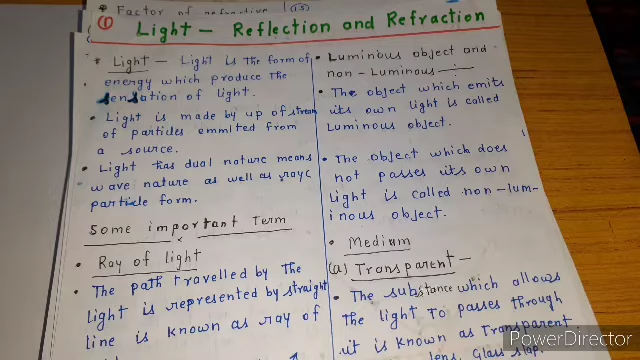 Factor of refractive
①
Light – Reflection and Refraction
* Light – Light is the form of
energy which produce the
sensation of light.
• Light is made by up of stream
of particles emmited from
a source.
• Light has dual nature means
wave nature as well as rayc
particle form.
Some important Term
• Ray of light
• The path travelled by the
light is represented by straight
line is known as ray of
• Luminous object and
non-Luminous :–
• The object which emits
its own light is called
Luminous object.
• The object which does
not passes its own
light is called non-lum-
inous object.
• Medium
(a) Transparent –
• The substance which allows
the light to passes through
it is known as Transparent
lens, Glass slap.
PowerDirector